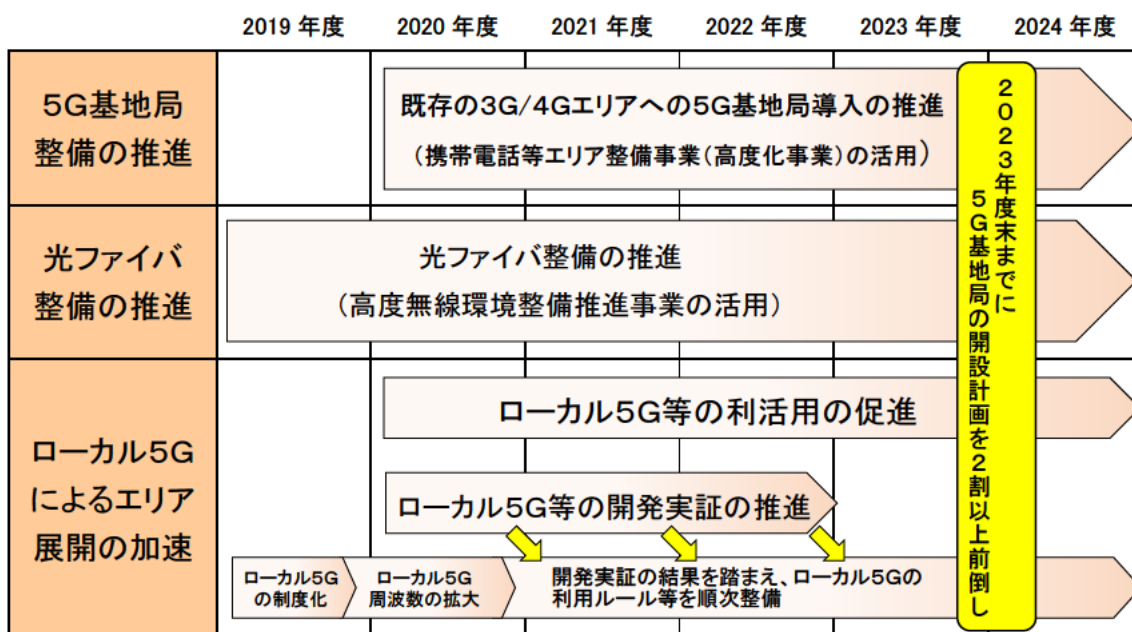 2019 年度 2020 年度 2021 年度 2022 年度 2023 年度 2024 年度
5G基地局
整備の推進
既存の3G/4Gエリアへの5G基地局導入の推進
(携帯電話等エリア整備事業(高度化事業)の活用)
光ファイバ
整備の推進
光ファイバ整備の推進
(高度無線環境整備推進事業の活用)
ローカル5G
によるエリア
展開の加速
ローカル5G等の利活用の促進
ローカル5G等の開発実証の推進
ローカル5G
の制度化
ローカル5G
周波数の拡大
開発実証の結果を踏まえ、ローカル5Gの
利用ルール等を順次整備
2023年度末までに
5G基地局の開設計画を2割以上前倒し